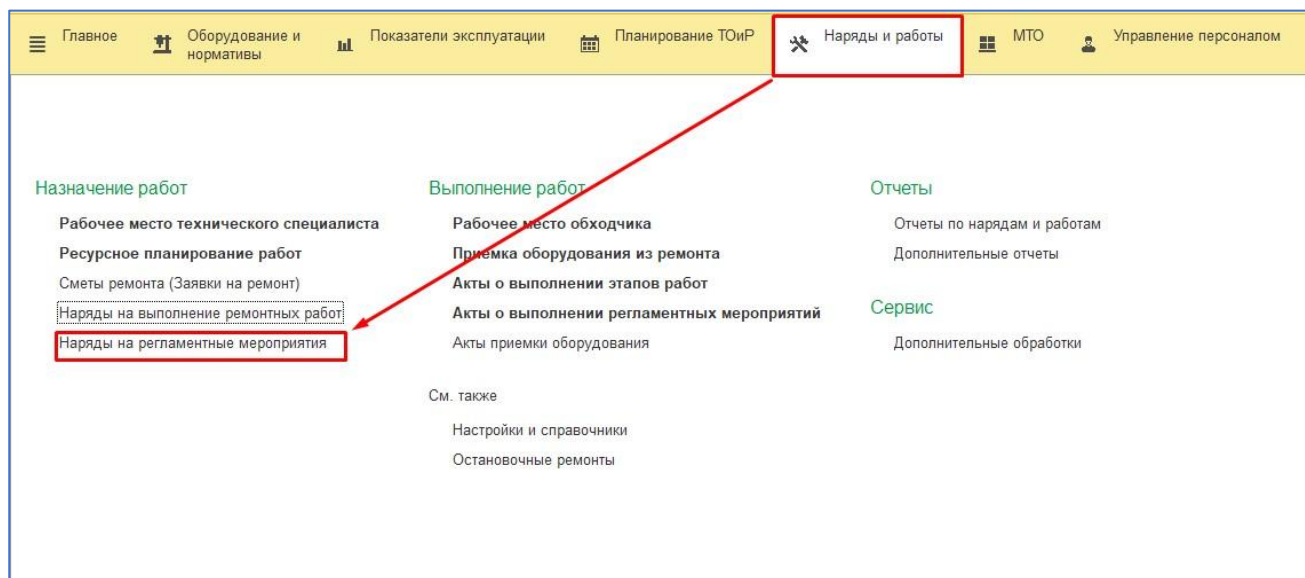 Главное
Оборудование и
нормативы
Показатели эксплуатации
Планирование ТОиР
Наряды и работы
МТО
Управление персоналом
Назначение работ
Рабочее место технического специалиста
Ресурсное планирование работ
Сметы ремонта (Заявки на ремонт)
Наряды на выполнение ремонтных работ
Наряды на регламентные мероприятия
Выполнение работ
Рабочее место обходчика
Приемка оборудования из ремонта
Акты о выполнении этапов работ
Акты о выполнении регламентных мероприятий
Акты приемки оборудования
См. также
Настройки и справочники
Остановочные ремонты
Отчеты
Отчеты по нарядам и работам
Дополнительные отчеты
Сервис
Дополнительные обработки